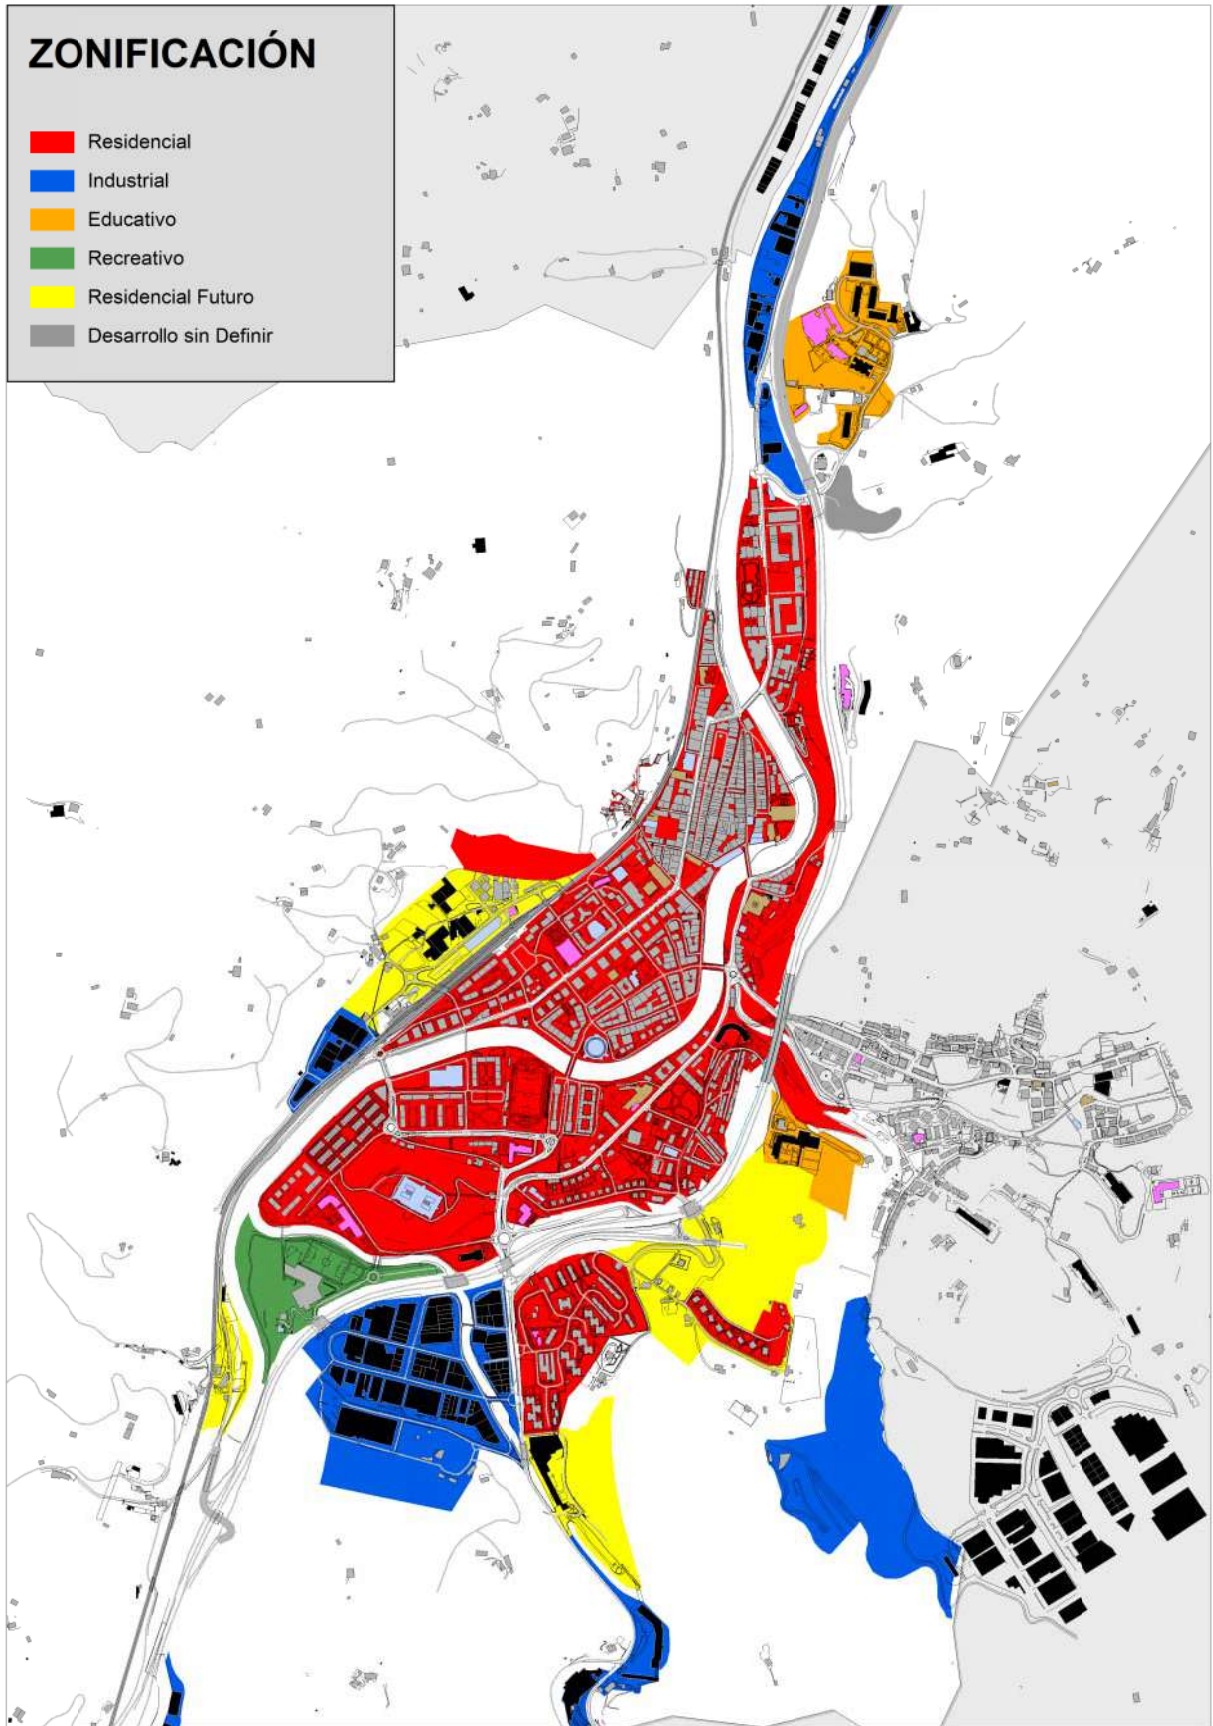 ZONIFICACIÓN
Residencial
Industrial
Educativo
Recreativo
Residencial Futuro
Desarrollo sin Definir